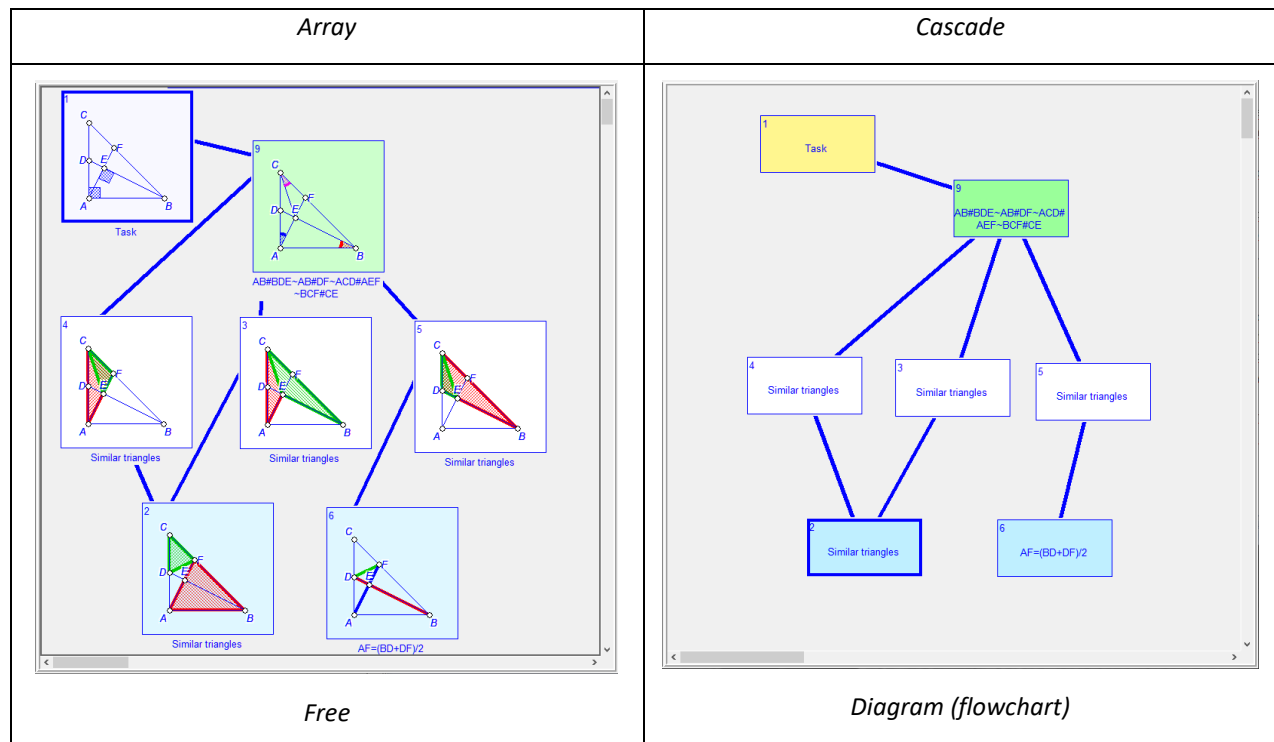 Array
Cascade
1
C
F
D
E
A
B
Task
9
C
F
D
E
A
B
AB#BDE~AB#DF~ACD#AEF
~BCF#CE
4
C
F
D
E
A
B
Similar triangles
3
C
F
D
E
A
B
Similar triangles
5
C
F
D
E
A
B
Similar triangles
2
C
F
D
E
A
B
Similar triangles
6
C
F
D
E
A
B
AF=(BD+DF)/2
Free
1
Task
9
AB#BDE~AB#DF~ACD#
AEF~BCF#CE
4
Similar triangles
3
Similar triangles
5
Similar triangles
2
Similar triangles
6
AF=(BD+DF)/2
Diagram (flowchart)